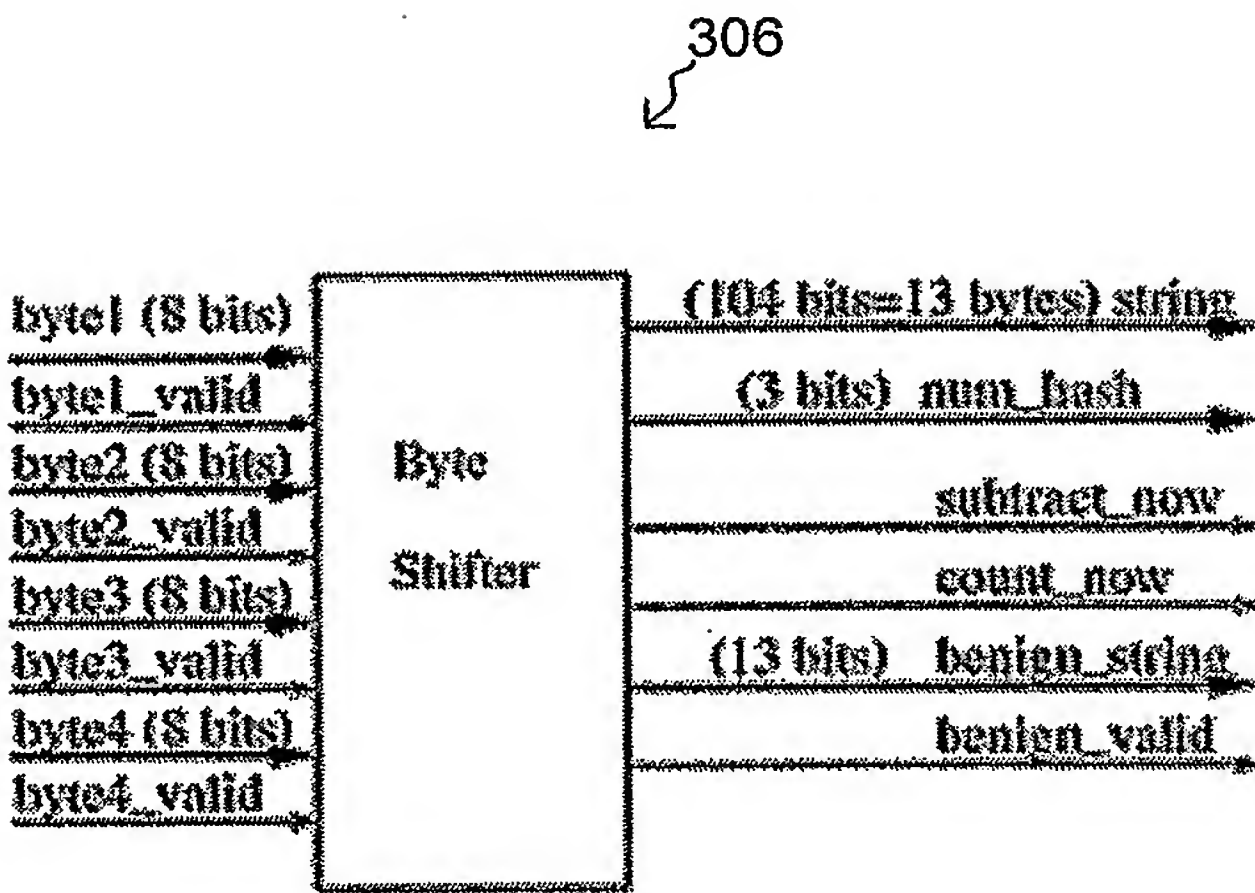 306
byte1 (8 bits)
byte1_valid
byte2 (8 bits)
byte2_valid
byte3 (8 bits)
byte3_valid
byte4 (8 bits)
byte4_valid
Byte
Shifter
(104 bits=13 bytes) string
(3 bits) num_hash
subtract_now
count_now
(13 bits) benign_string
benign_valid